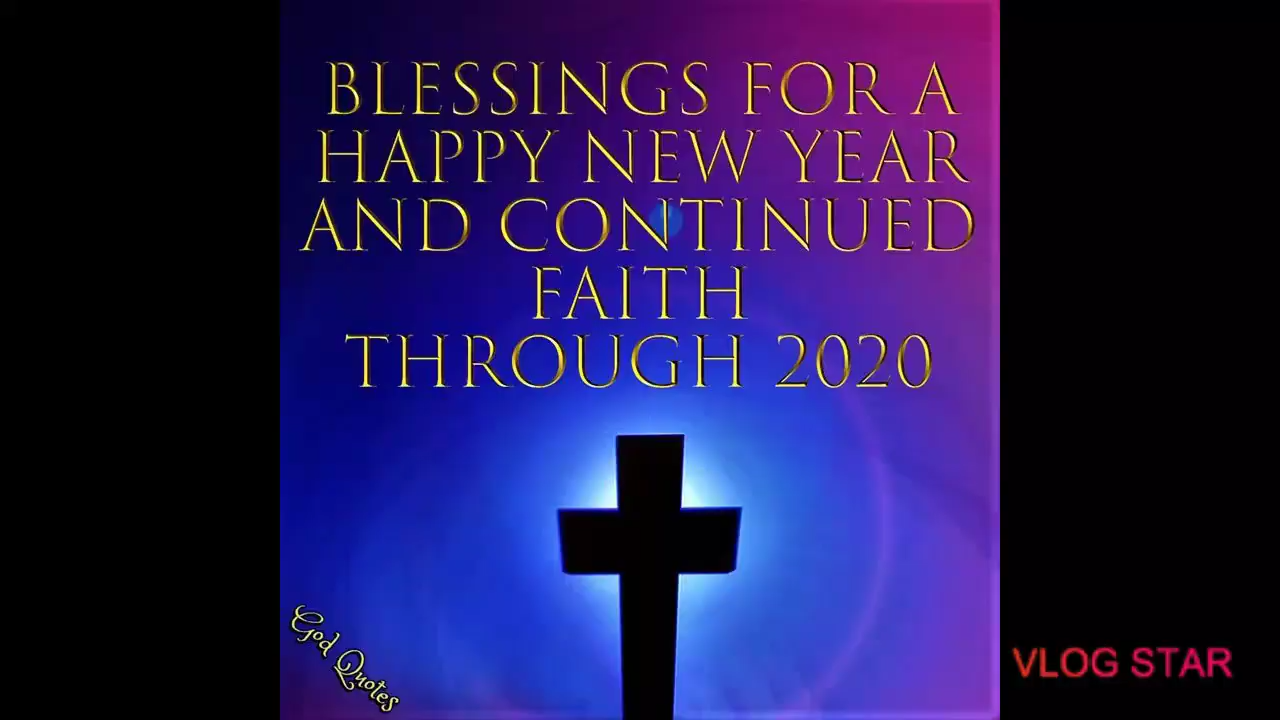 BLESSINGS FOR A
HAPPY NEW YEAR
AND CONTINUED
FAITH
THROUGH 2020
God Quotes
VLOG STAR